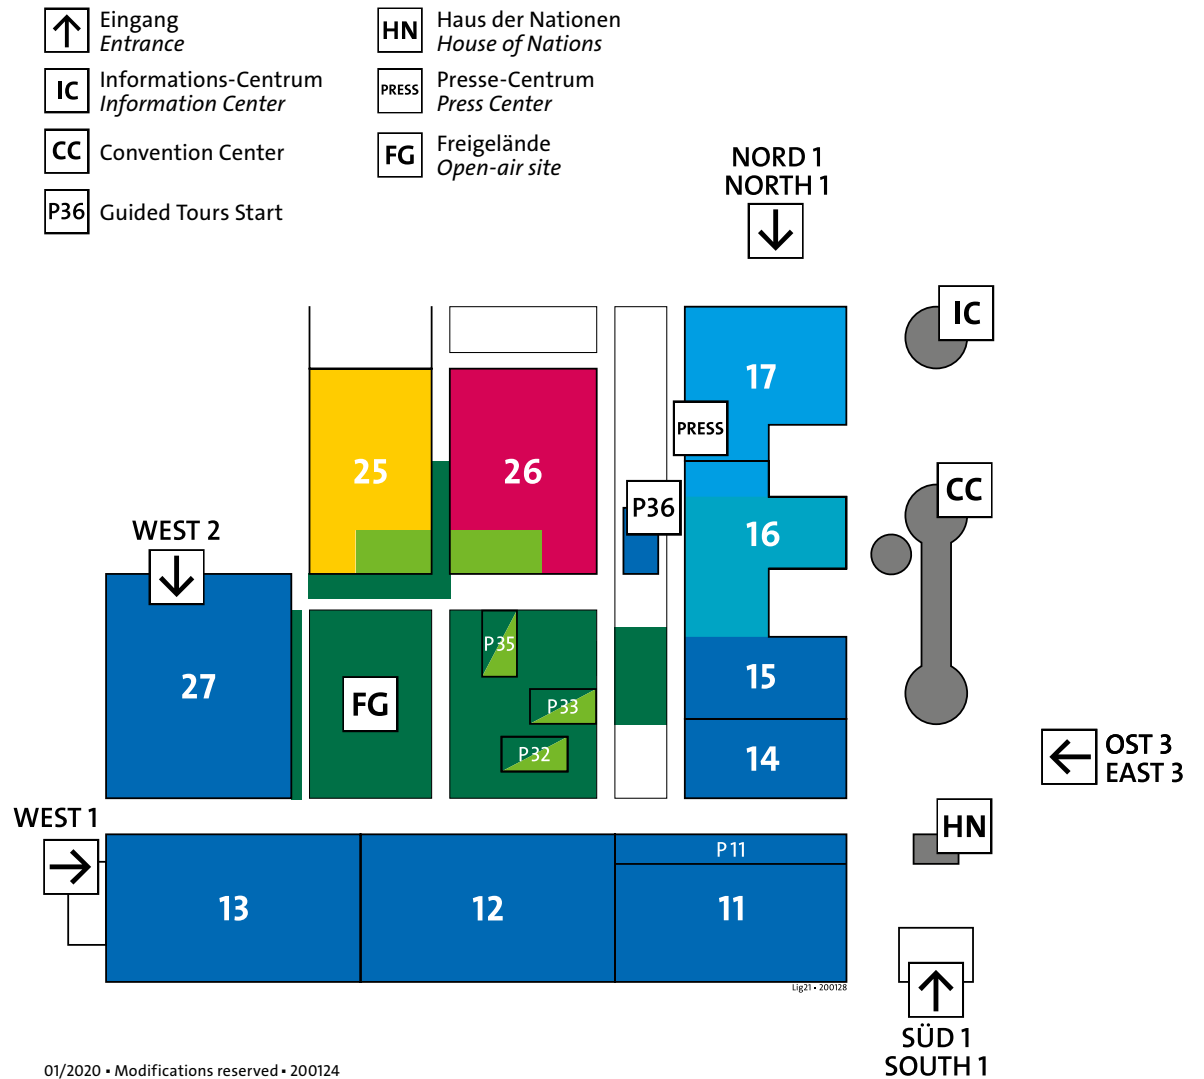 Eingang
Entrance
IC
Informations-Centrum
Information Center
CC
Convention Center
P36
Guided Tours Start
HN
Haus der Nationen
House of Nations
PRESS
Presse-Centrum
Press Center
FG
Freigelände
Open-air site
NORD 1
NORTH 1
IC
17
PRESS
25
26
CC
P36
16
WEST 2
P35
15
27
FG
P33
P32
14
OST 3
EAST 3
WEST 1
HN
P 11
13
12
11
Lig21 ▪ 200128
SÜD 1
SOUTH 1
01/2020 ▪ Modifications reserved ▪ 200124